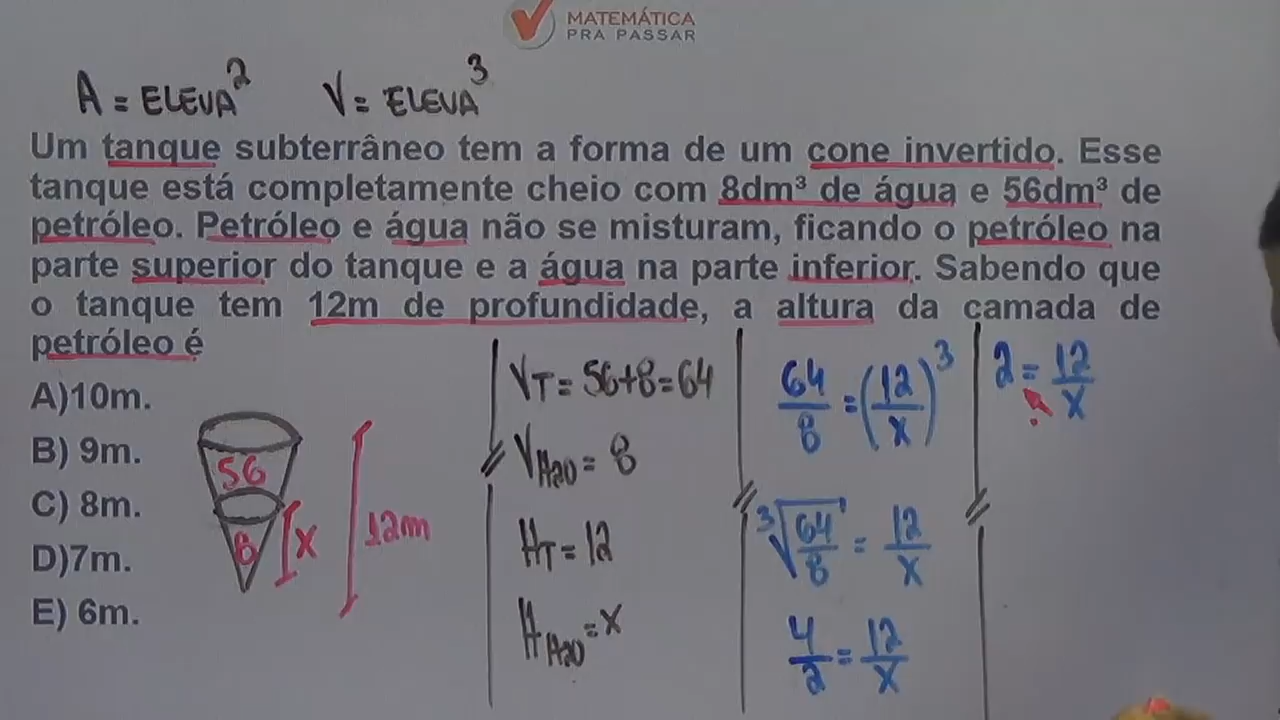 MATEMÁTICA
PRA PASSAR
A = ELEVA² V = ELEVA³
Um tanque subterrâneo tem a forma de um cone invertido. Esse
tanque está completamente cheio com 8dm³ de água e 56dm³ de
petróleo. Petróleo e água não se misturam, ficando o petróleo na
parte superior do tanque e a água na parte inferior. Sabendo que
o tanque tem 12m de profundidade, a altura da camada de
petróleo é
A)10m.
B) 9m.
C) 8m.
D)7m.
E) 6m.
56
8
X
12m
VT = 56+8=64
VH2O = 8
HT = 12
HH2O = X
64/8 = (12/X)³
³√64/8 = 12/X
4/2 = 12/X
2 = 12/X